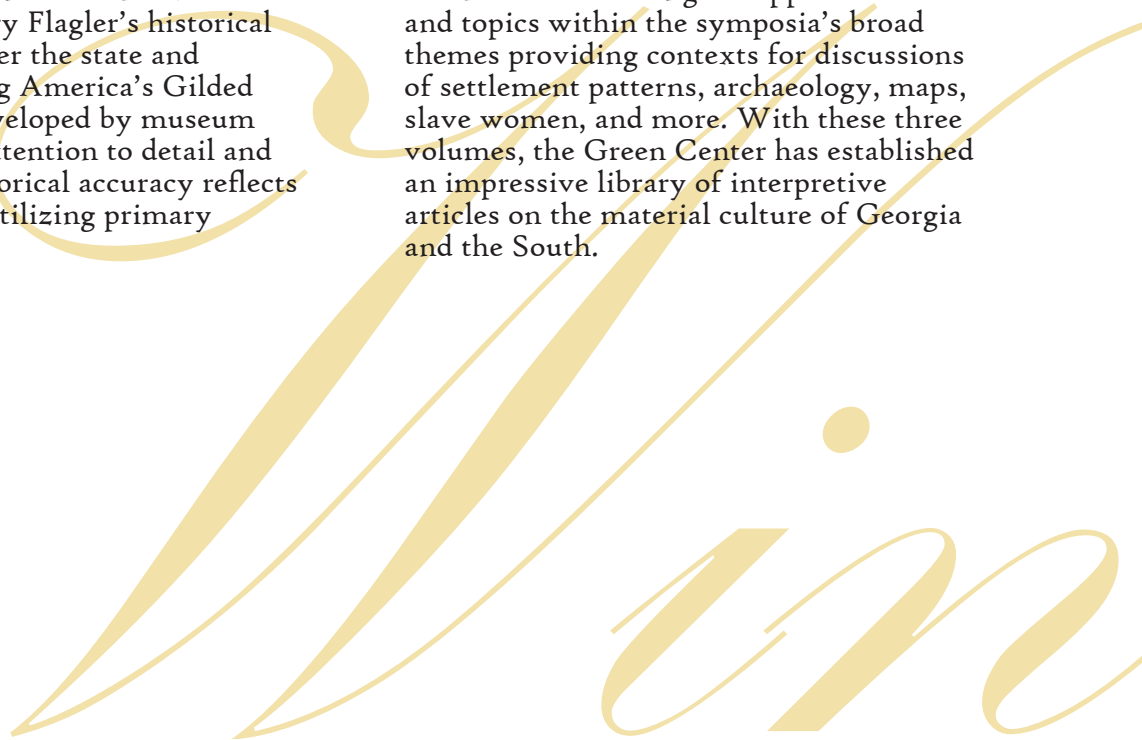 y Flagler's historical
er the state and
g America's Gilded
veloped by museum
ttention to detail and
orical accuracy reflects
tilizing primary
and topics within the symposia's broad
themes providing contexts for discussions
of settlement patterns, archaeology, maps,
slave women, and more. With these three
volumes, the Green Center has established
an impressive library of interpretive
articles on the material culture of Georgia
and the South.
Win